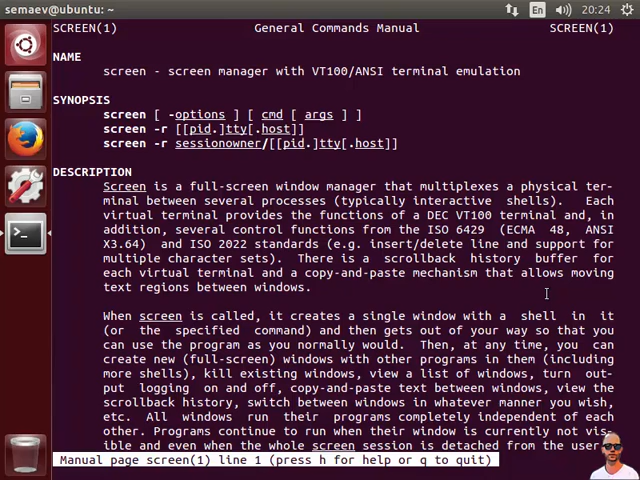 semaev@ubuntu: ~
En
20:24
SCREEN(1) General Commands Manual SCREEN(1)
NAME
screen - screen manager with VT100/ANSI terminal emulation
SYNOPSIS
screen [ -options ] [ cmd [ args ] ]
screen -r [[pid.]tty[.host]]
screen -r sessionowner/[[pid.]tty[.host]]
DESCRIPTION
Screen is a full-screen window manager that multiplexes a physical ter-
minal between several processes (typically interactive shells). Each
virtual terminal provides the functions of a DEC VT100 terminal and, in
addition, several control functions from the ISO 6429 (ECMA 48, ANSI
X3.64) and ISO 2022 standards (e.g. insert/delete line and support for
multiple character sets). There is a scrollback history buffer for
each virtual terminal and a copy-and-paste mechanism that allows moving
text regions between windows.
When screen is called, it creates a single window with a shell in it
(or the specified command) and then gets out of your way so that you
can use the program as you normally would. Then, at any time, you can
create new (full-screen) windows with other programs in them (including
more shells), kill existing windows, view a list of windows, turn out-
put logging on and off, copy-and-paste text between windows, view the
scrollback history, switch between windows in whatever manner you wish,
etc. All windows run their programs completely independent of each
other. Programs continue to run when their window is currently not vis-
ible and even when the whole screen session is detached from the user
Manual page screen(1) line 1 (press h for help or q to quit)